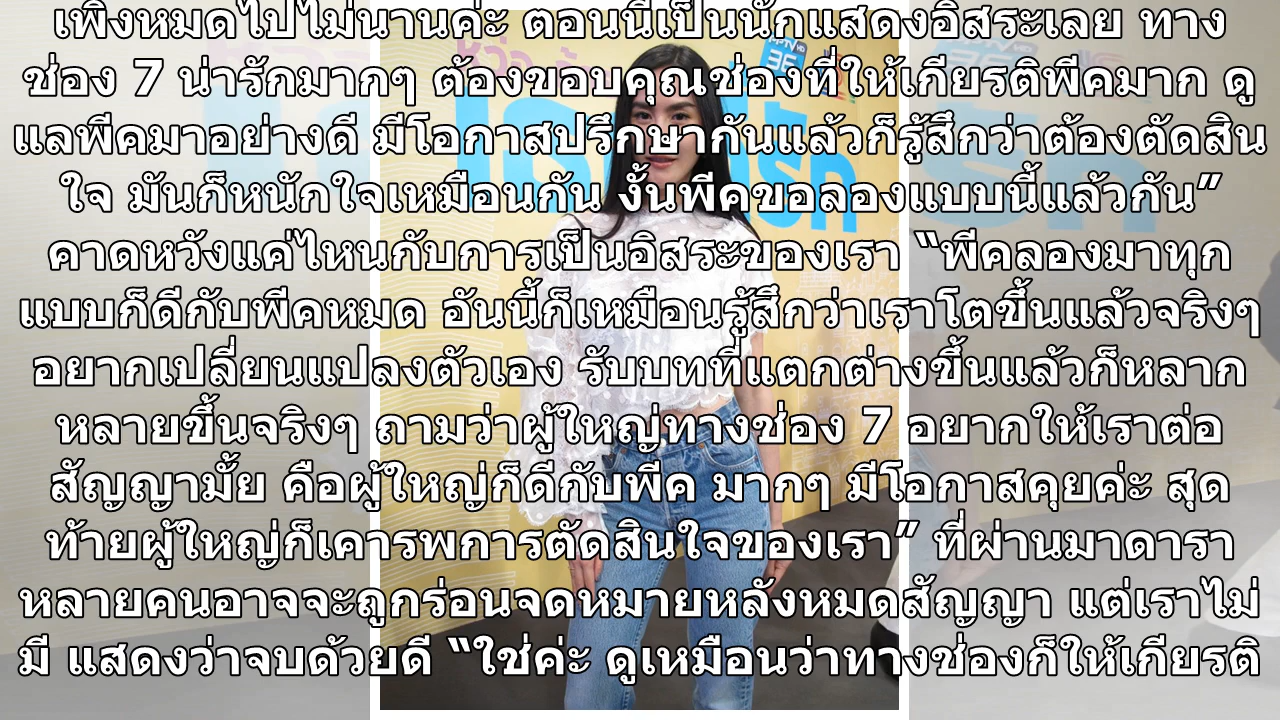 เพิ่งหมดไปไม่นานค่ะ ตอนนี้เป็นนักแสดงอิสระเลย ทาง
ช่อง 7 น่ารักมากๆ ต้องขอบคุณช่องที่ให้เกียรติพีคมาก ดู
แลพีคมาอย่างดี มีโอกาสปรึกษากันแล้วก็รู้สึกว่าต้องตัดสิน
ใจ มันก็หนักใจเหมือนกัน งั้นพีคขอลองแบบนี้แล้วกัน”
คาดหวังแค่ไหนกับการเป็นอิสระของเรา “พีคลองมาทุก
แบบก็ดีกับพีคหมด อันนี้ก็เหมือนรู้สึกว่าเราโตขึ้นแล้วจริงๆ
อยากเปลี่ยนแปลงตัวเอง รับบทที่แตกต่างขึ้นแล้วก็หลาก
หลายขึ้นจริงๆ ถามว่าผู้ใหญ่ทางช่อง 7 อยากให้เราต่อ
สัญญามั้ย คือผู้ใหญ่ก็ดีกับพีค มากๆ มีโอกาสคุยค่ะ สุด
ท้ายผู้ใหญ่ก็เคารพการตัดสินใจของเรา” ที่ผ่านมาดารา
หลายคนอาจจะถูกร่อนจดหมายหลังหมดสัญญา แต่เราไม่
มี แสดงว่าจบด้วยดี “ใช่ค่ะ ดูเหมือนว่าทางช่องก็ให้เกียรติ